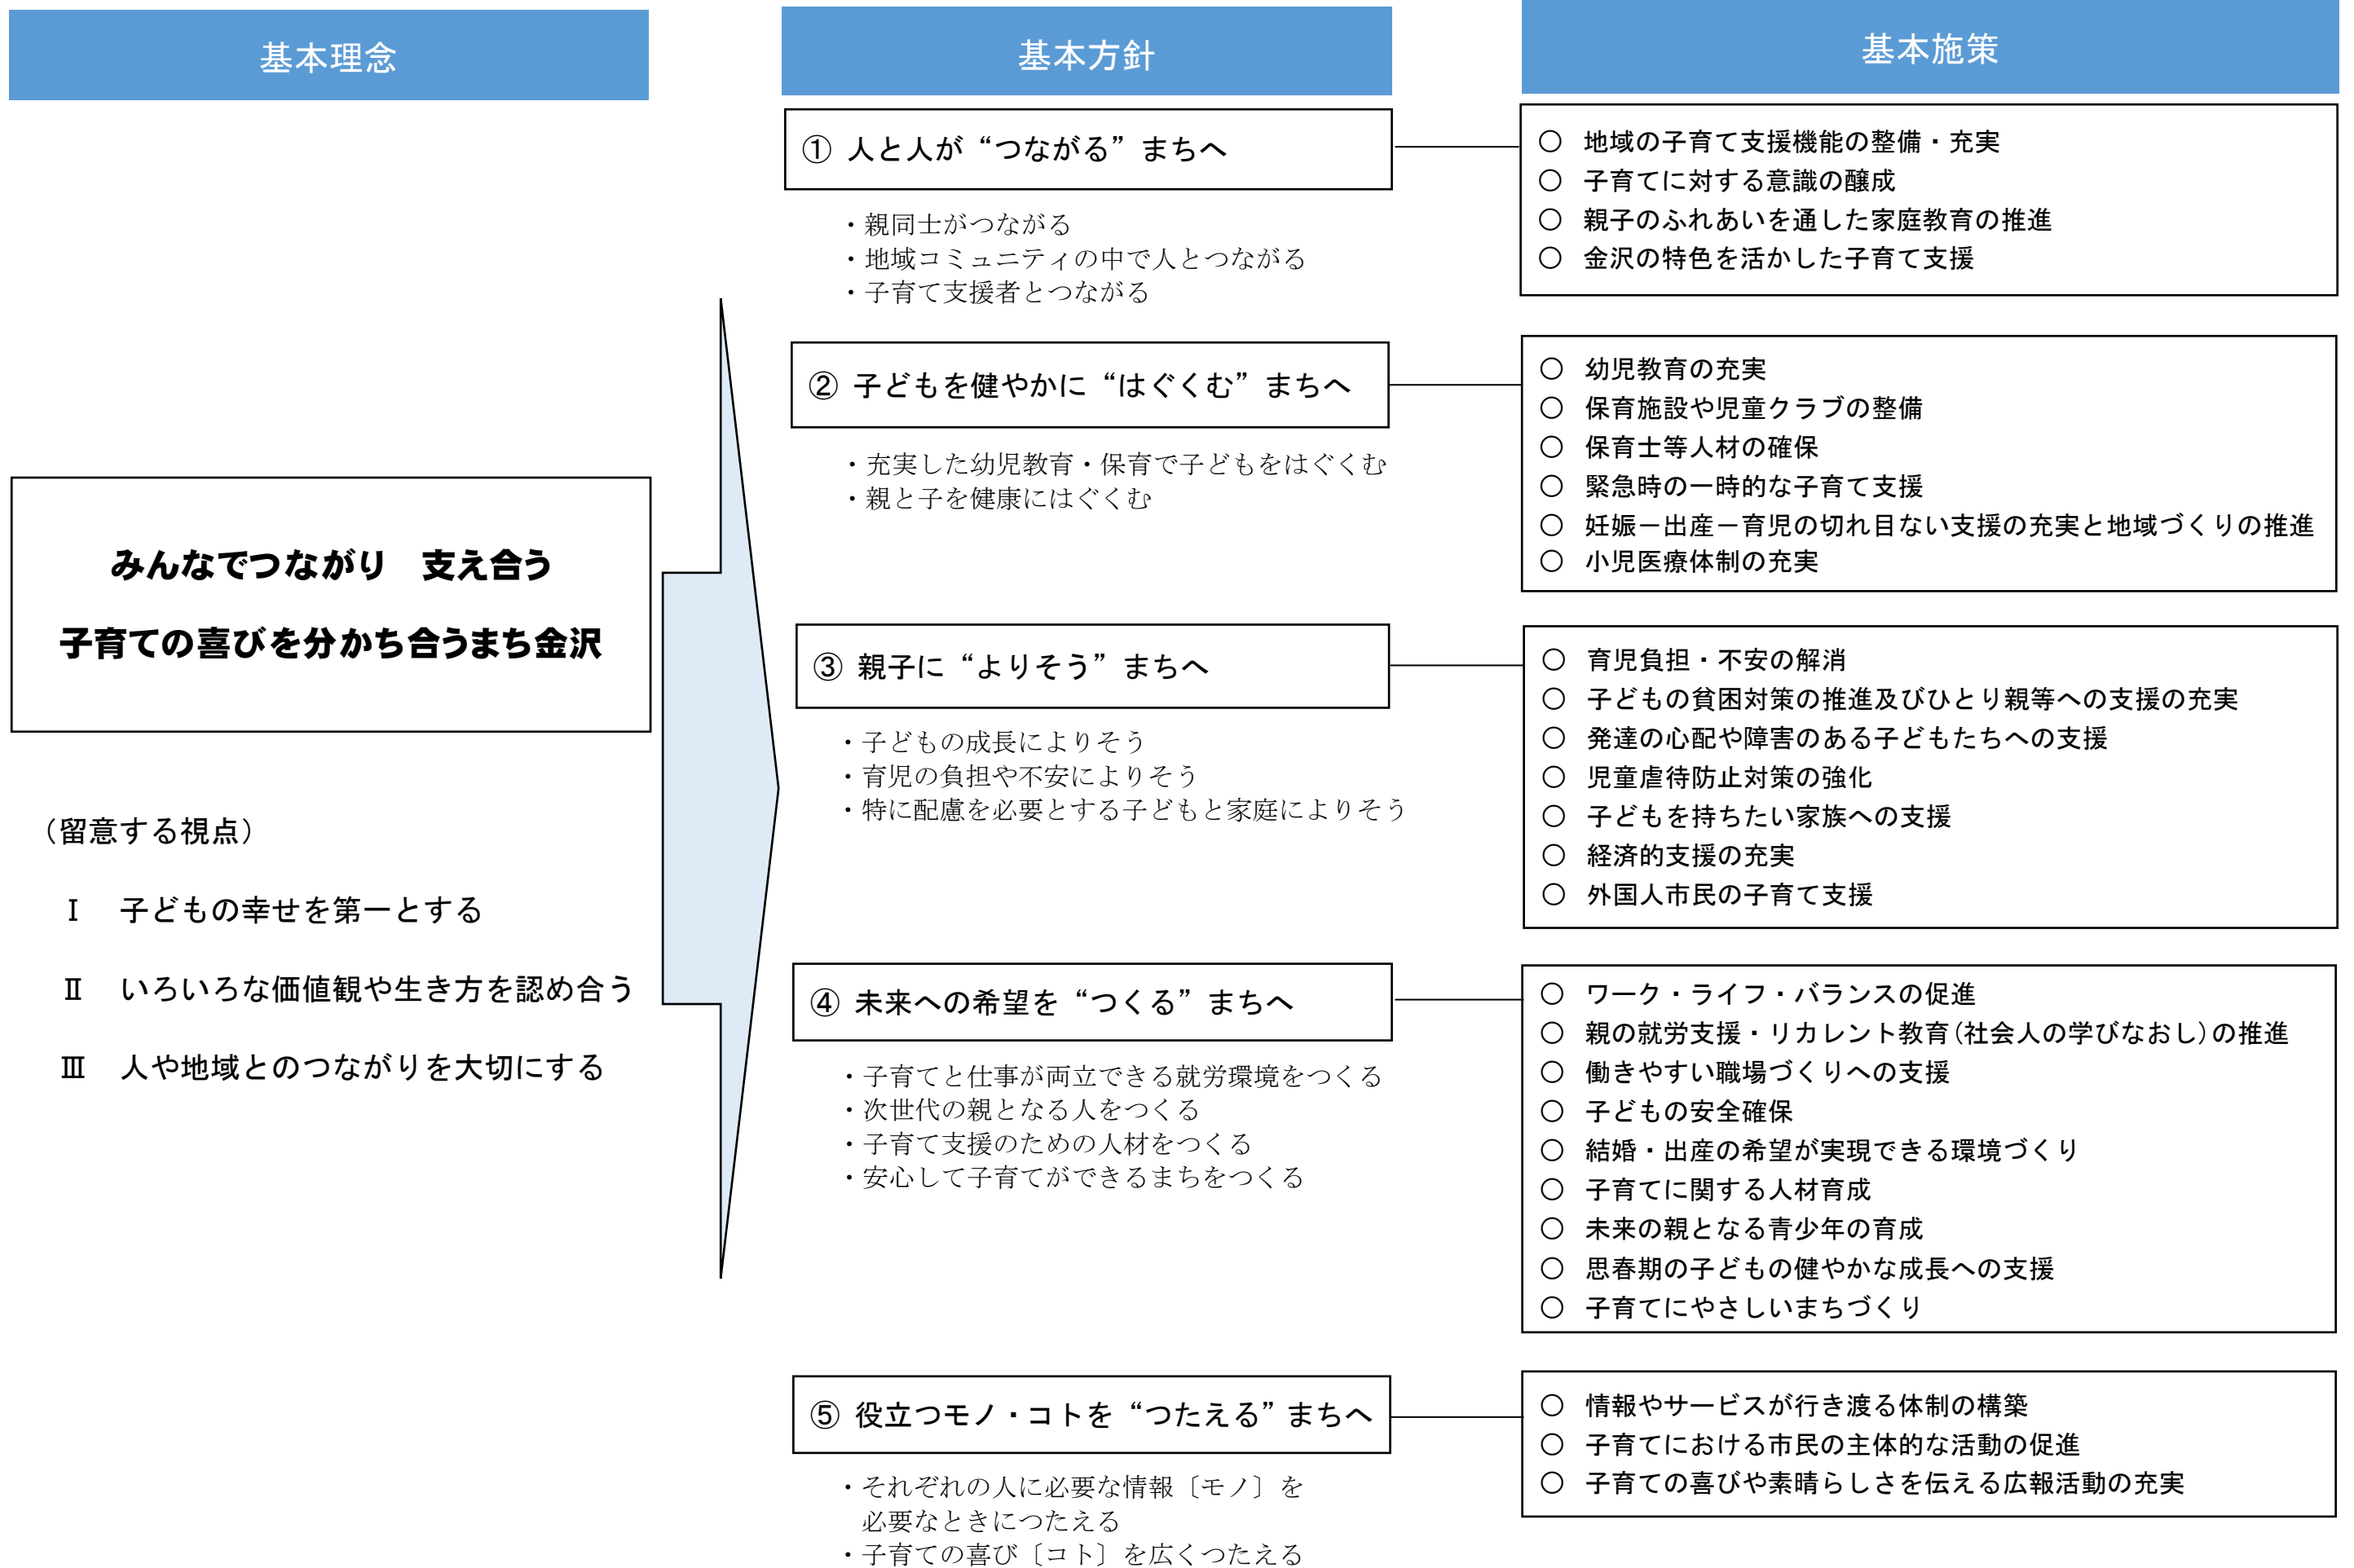 基本理念
みんなでつながり　支え合う
子育ての喜びを分かち合うまち金沢
（留意する視点）
Ⅰ　子どもの幸せを第一とする
Ⅱ　いろいろな価値観や生き方を認め合う
Ⅲ　人や地域とのつながりを大切にする
基本方針
① 人と人が“つながる”まちへ
・親同士がつながる
・地域コミュニティの中で人とつながる
・子育て支援者とつながる
② 子どもを健やかに“はぐくむ”まちへ
・充実した幼児教育・保育で子どもをはぐくむ
・親と子を健康にはぐくむ
③ 親子に“よりそう”まちへ
・子どもの成長によりそう
・育児の負担や不安によりそう
・特に配慮を必要とする子どもと家庭によりそう
④ 未来への希望を“つくる”まちへ
・子育てと仕事が両立できる就労環境をつくる
・次世代の親となる人をつくる
・子育て支援のための人材をつくる
・安心して子育てができるまちをつくる
⑤ 役立つモノ・コトを“つたえる”まちへ
・それぞれの人に必要な情報〔モノ〕を
必要なときにつたえる
・子育ての喜び〔コト〕を広くつたえる
基本施策
○　地域の子育て支援機能の整備・充実
○　子育てに対する意識の醸成
○　親子のふれあいを通した家庭教育の推進
○　金沢の特色を活かした子育て支援
○　幼児教育の充実
○　保育施設や児童クラブの整備
○　保育士等人材の確保
○　緊急時の一時的な子育て支援
○　妊娠－出産－育児の切れ目ない支援の充実と地域づくりの推進
○　小児医療体制の充実
○　育児負担・不安の解消
○　子どもの貧困対策の推進及びひとり親等への支援の充実
○　発達の心配や障害のある子どもたちへの支援
○　児童虐待防止対策の強化
○　子どもを持ちたい家族への支援
○　経済的支援の充実
○　外国人市民の子育て支援
○　ワーク・ライフ・バランスの促進
○　親の就労支援・リカレント教育(社会人の学びなおし)の推進
○　働きやすい職場づくりへの支援
○　子どもの安全確保
○　結婚・出産の希望が実現できる環境づくり
○　子育てに関する人材育成
○　未来の親となる青少年の育成
○　思春期の子どもの健やかな成長への支援
○　子育てにやさしいまちづくり
○　情報やサービスが行き渡る体制の構築
○　子育てにおける市民の主体的な活動の促進
○　子育ての喜びや素晴らしさを伝える広報活動の充実